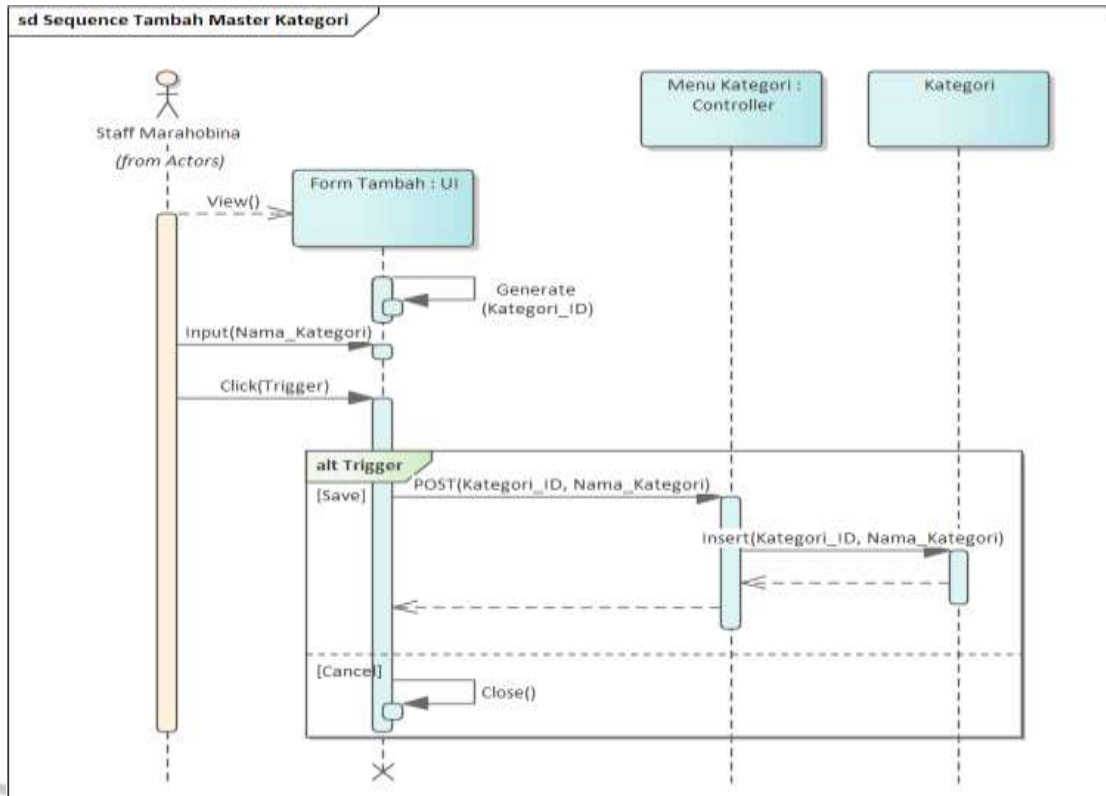 sd Sequence Tambah Master Kategori
Staff Marahobina
(from Actors)
Menu Kategori :
Controller
Kategori
Form Tambah : UI
View()
Generate
(Kategori_ID)
Input(Nama_Kategori)
Click(Trigger)
alt Trigger
[Save]
POST(Kategori_ID, Nama_Kategori)
Insert(Kategori_ID, Nama_Kategori)
[Cancel]
Close()